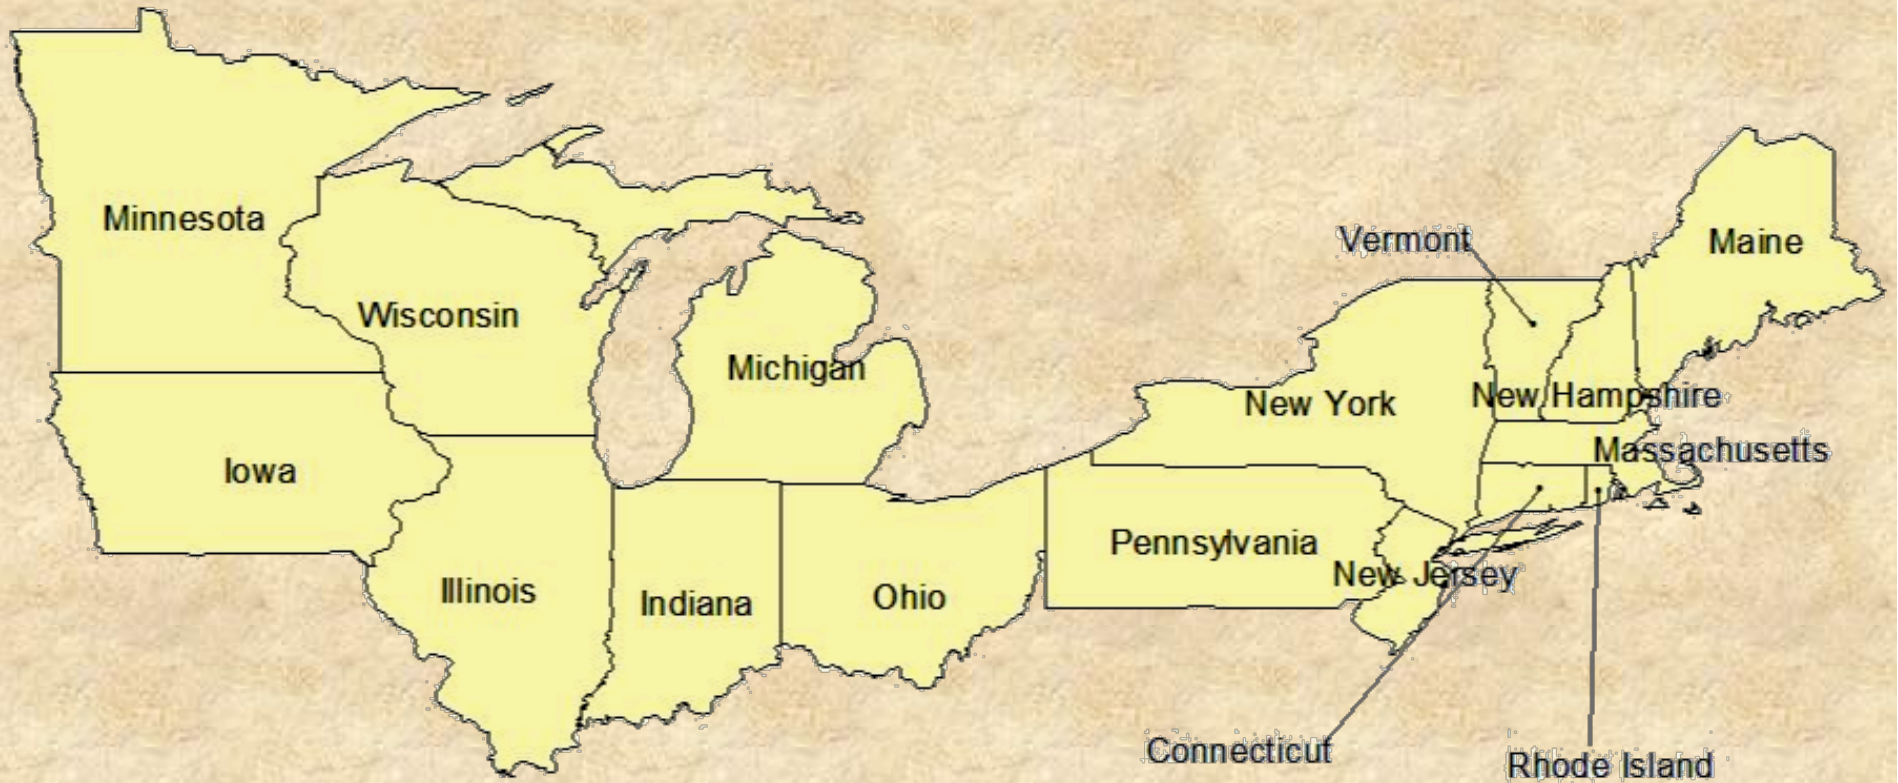 Minnesota
Vermont
Maine
Wisconsin
Michigan
New York
New Hampshire
Iowa
Massachusetts
Pennsylvania
New Jersey
Illinois
Indiana
Ohio
Connecticut
Rhode Island